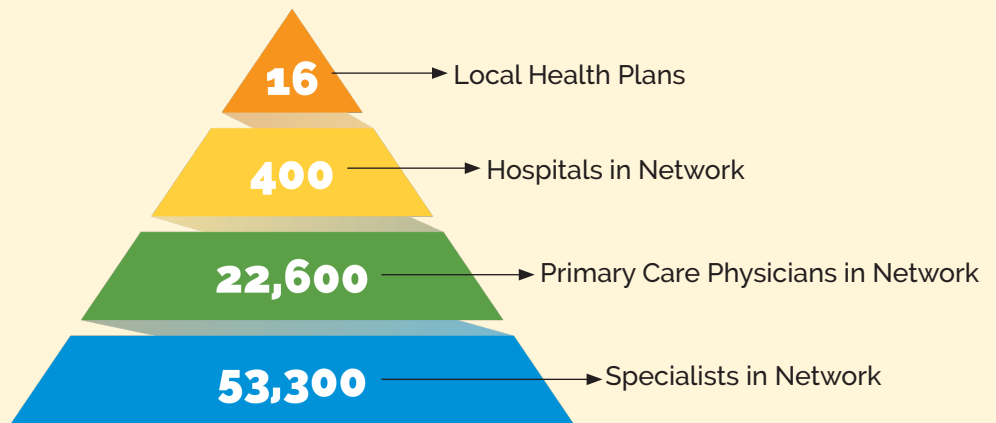 16
Local Health Plans
400
Hospitals in Network
22,600
Primary Care Physicians in Network
53,300
Specialists in Network